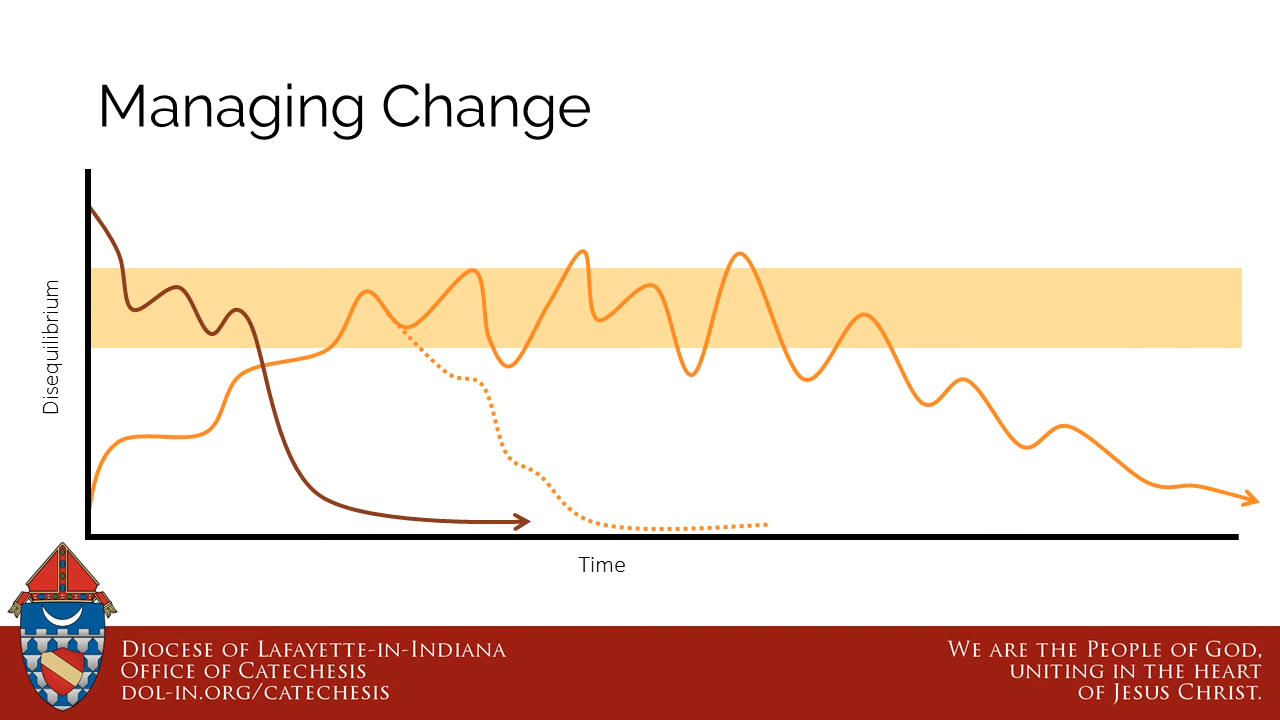 Managing Change
Disequilibrium
Time
Diocese of Lafayette-in-Indiana
Office of Catechesis
dol-in.org/catechesis
We are the People of God,
uniting in the heart
of Jesus Christ.